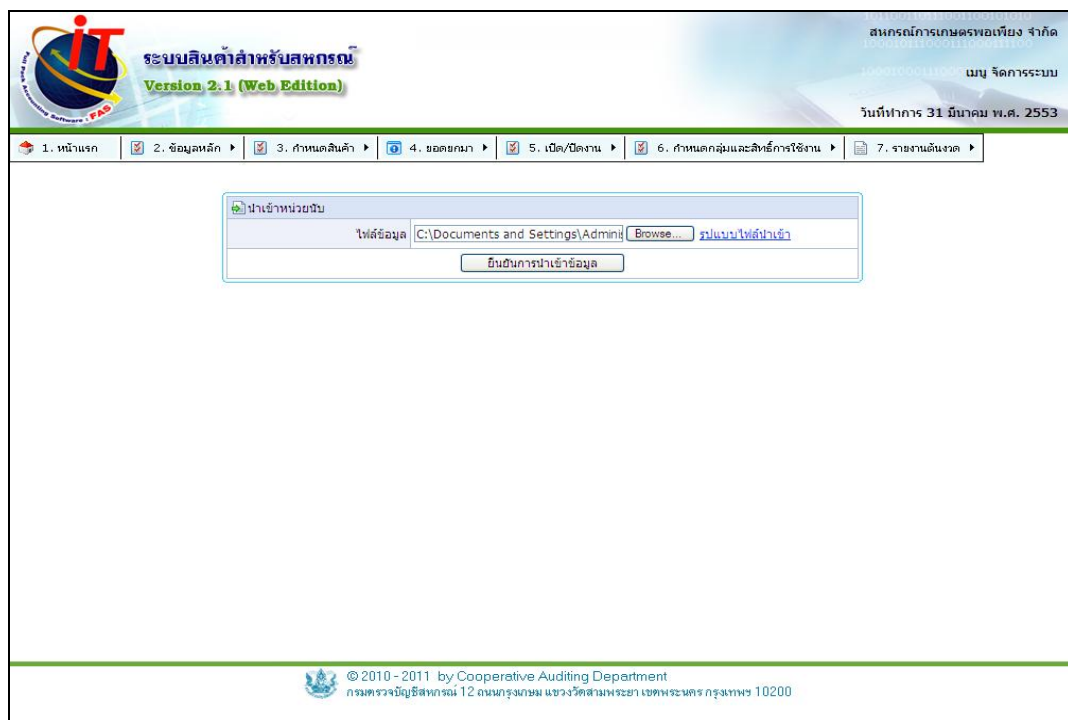 iT
Full Pack Accounting Software : FAS
ระบบสินค้าสำหรับสหกรณ์
Version 2.1 (Web Edition)
สหกรณ์การเกษตรพอเพียง จำกัด
เมนู จัดการระบบ
วันที่ทำการ 31 มีนาคม พ.ศ. 2553
1. หน้าแรก
2. ข้อมูลหลัก
3. กำหนดสินค้า
4. ยอดยกมา
5. เปิด/ปิดงาน
6. กำหนดกลุ่มและสิทธิ์การใช้งาน
7. รายงานต้นงวด
นำเข้าหน่วยนับ
ไฟล์ข้อมูล C:\Documents and Settings\Admini Browse... รูปแบบไฟล์นำเข้า
ยืนยันการนำเข้าข้อมูล
© 2010 - 2011 by Cooperative Auditing Department
กรมตรวจบัญชีสหกรณ์ 12 ถนนกรุงเกษม แขวงวัดสามพระยา เขตพระนคร กรุงเทพฯ 10200